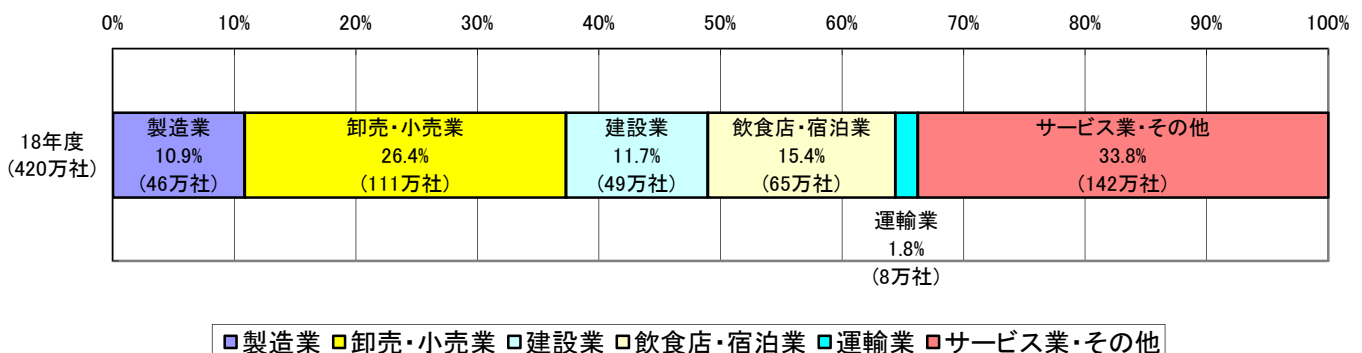 0% 10% 20% 30% 40% 50% 60% 70% 80% 90% 100%
18年度
(420万社)
製造業
10.9%
(46万社)
卸売・小売業
26.4%
(111万社)
建設業
11.7%
(49万社)
飲食店・宿泊業
15.4%
(65万社)
運輸業
1.8%
(8万社)
サービス業・その他
33.8%
(142万社)
製造業 卸売・小売業 建設業 飲食店・宿泊業 運輸業 サービス業・その他